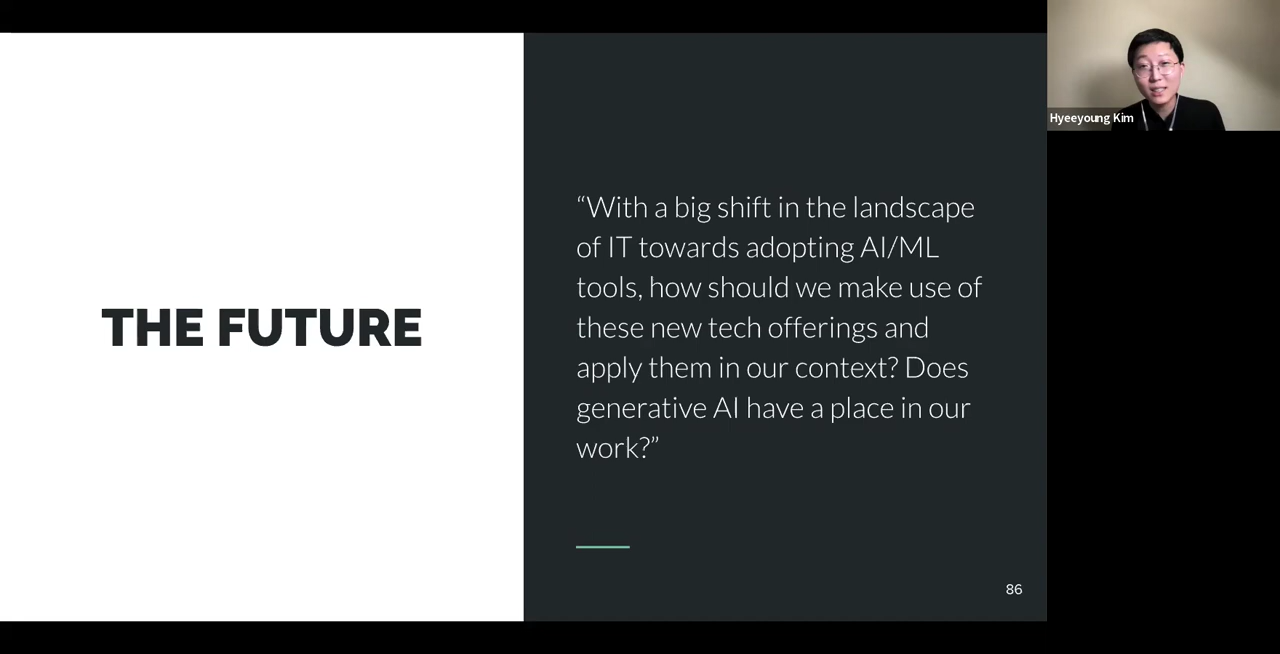 THE FUTURE
“With a big shift in the landscape
of IT towards adopting AI/ML
tools, how should we make use of
these new tech offerings and
apply them in our context? Does
generative AI have a place in our
work?”
86
Hyeeyoung Kim